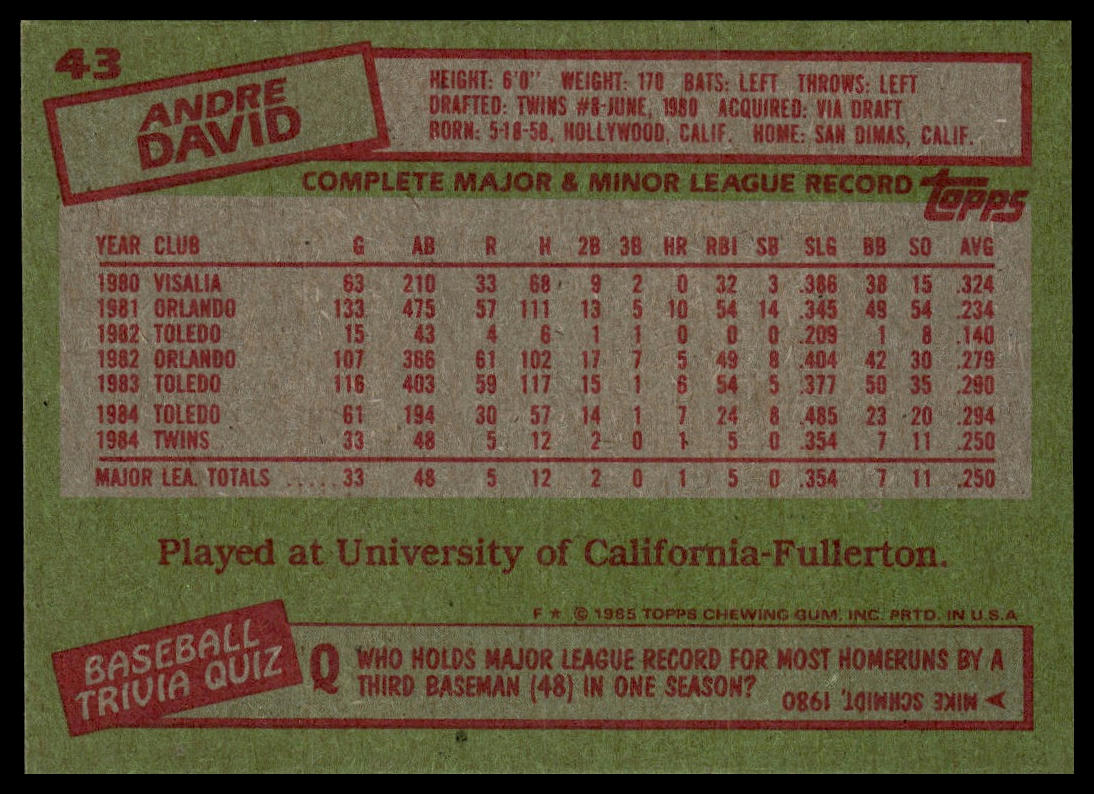 43
ANDRE
DAVID
HEIGHT: 6'0" WEIGHT: 170 BATS: LEFT THROWS: LEFT
DRAFTED: TWINS #8-JUNE, 1980 ACQUIRED: VIA DRAFT
BORN: 5-18-58, HOLLYWOOD, CALIF. HOME: SAN DIMAS, CALIF.
COMPLETE MAJOR & MINOR LEAGUE RECORD topps
YEAR CLUB G AB R H 2B 3B HR RBI SB SLG BB SO AVG
1980 VISALIA 63 210 33 68 9 2 0 32 3 .386 38 15 .324
1981 ORLANDO 133 475 57 111 13 5 10 54 14 .345 49 54 .234
1982 TOLEDO 15 43 4 6 1 1 0 0 0 .209 1 8 .140
1982 ORLANDO 107 366 61 102 17 7 5 49 8 .404 42 30 .279
1983 TOLEDO 116 403 59 117 15 1 6 54 5 .377 50 35 .290
1984 TOLEDO 61 194 30 57 14 1 7 24 8 .485 23 20 .294
1984 TWINS 33 48 5 12 2 0 1 5 0 .354 7 11 .250
MAJOR LEA. TOTALS ..... 33 48 5 12 2 0 1 5 0 .354 7 11 .250
Played at University of California-Fullerton.
F * © 1985 TOPPS CHEWING GUM, INC. PRTD. IN U.S.A
BASEBALL
TRIVIA QUIZ
Q WHO HOLDS MAJOR LEAGUE RECORD FOR MOST HOMERUNS BY A
THIRD BASEMAN (48) IN ONE SEASON?
MIKE SCHMIDT, 1980